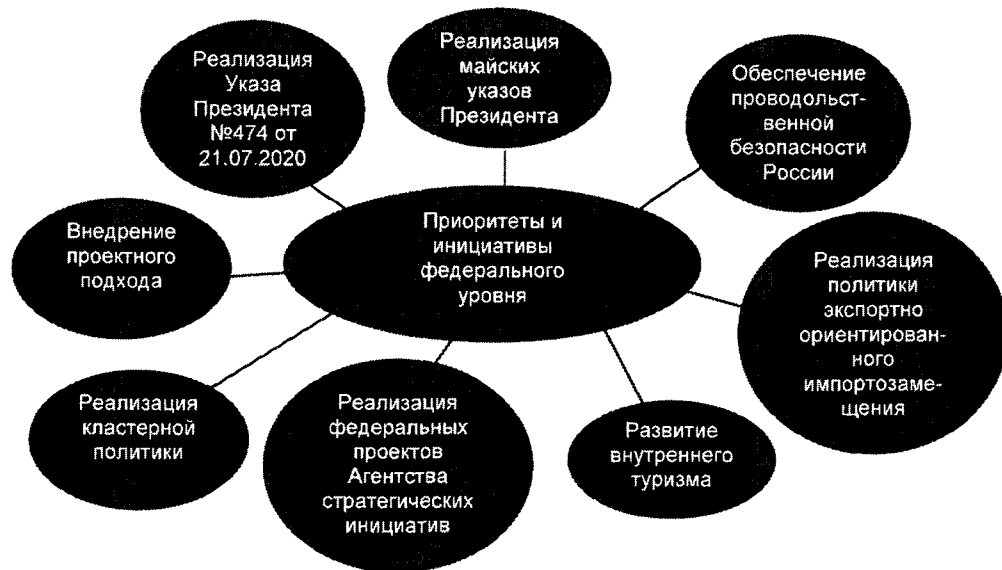 Реализация
Указа
Президента
№474 от
21.07.2020
Реализация
майских
указов
Президента
Обеспечение
проводольст-
венной
безопасности
России
Внедрение
проектного
подхода
Приоритеты и
инициативы
федерального
уровня
Реализация
политики
экспортно
ориентирован-
ного
импортозаме-
щения
Реализация
кластерной
политики
Реализация
федеральных
проектов
Агентства
стратегических
инициатив
Развитие
внутреннего
туризма